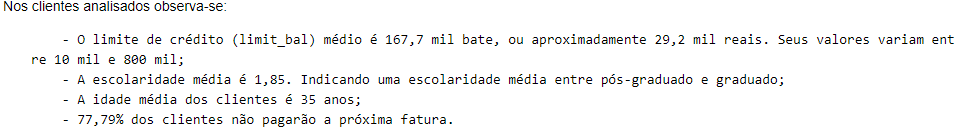 Nos clientes analisados observa-se:
- O limite de crédito (limit_bal) médio é 167,7 mil bate, ou aproximadamente 29,2 mil reais. Seus valores variam ent
re 10 mil e 800 mil;
- A escolaridade média é 1,85. Indicando uma escolaridade média entre pós-graduado e graduado;
- A idade média dos clientes é 35 anos;
- 77,79% dos clientes não pagarão a próxima fatura.